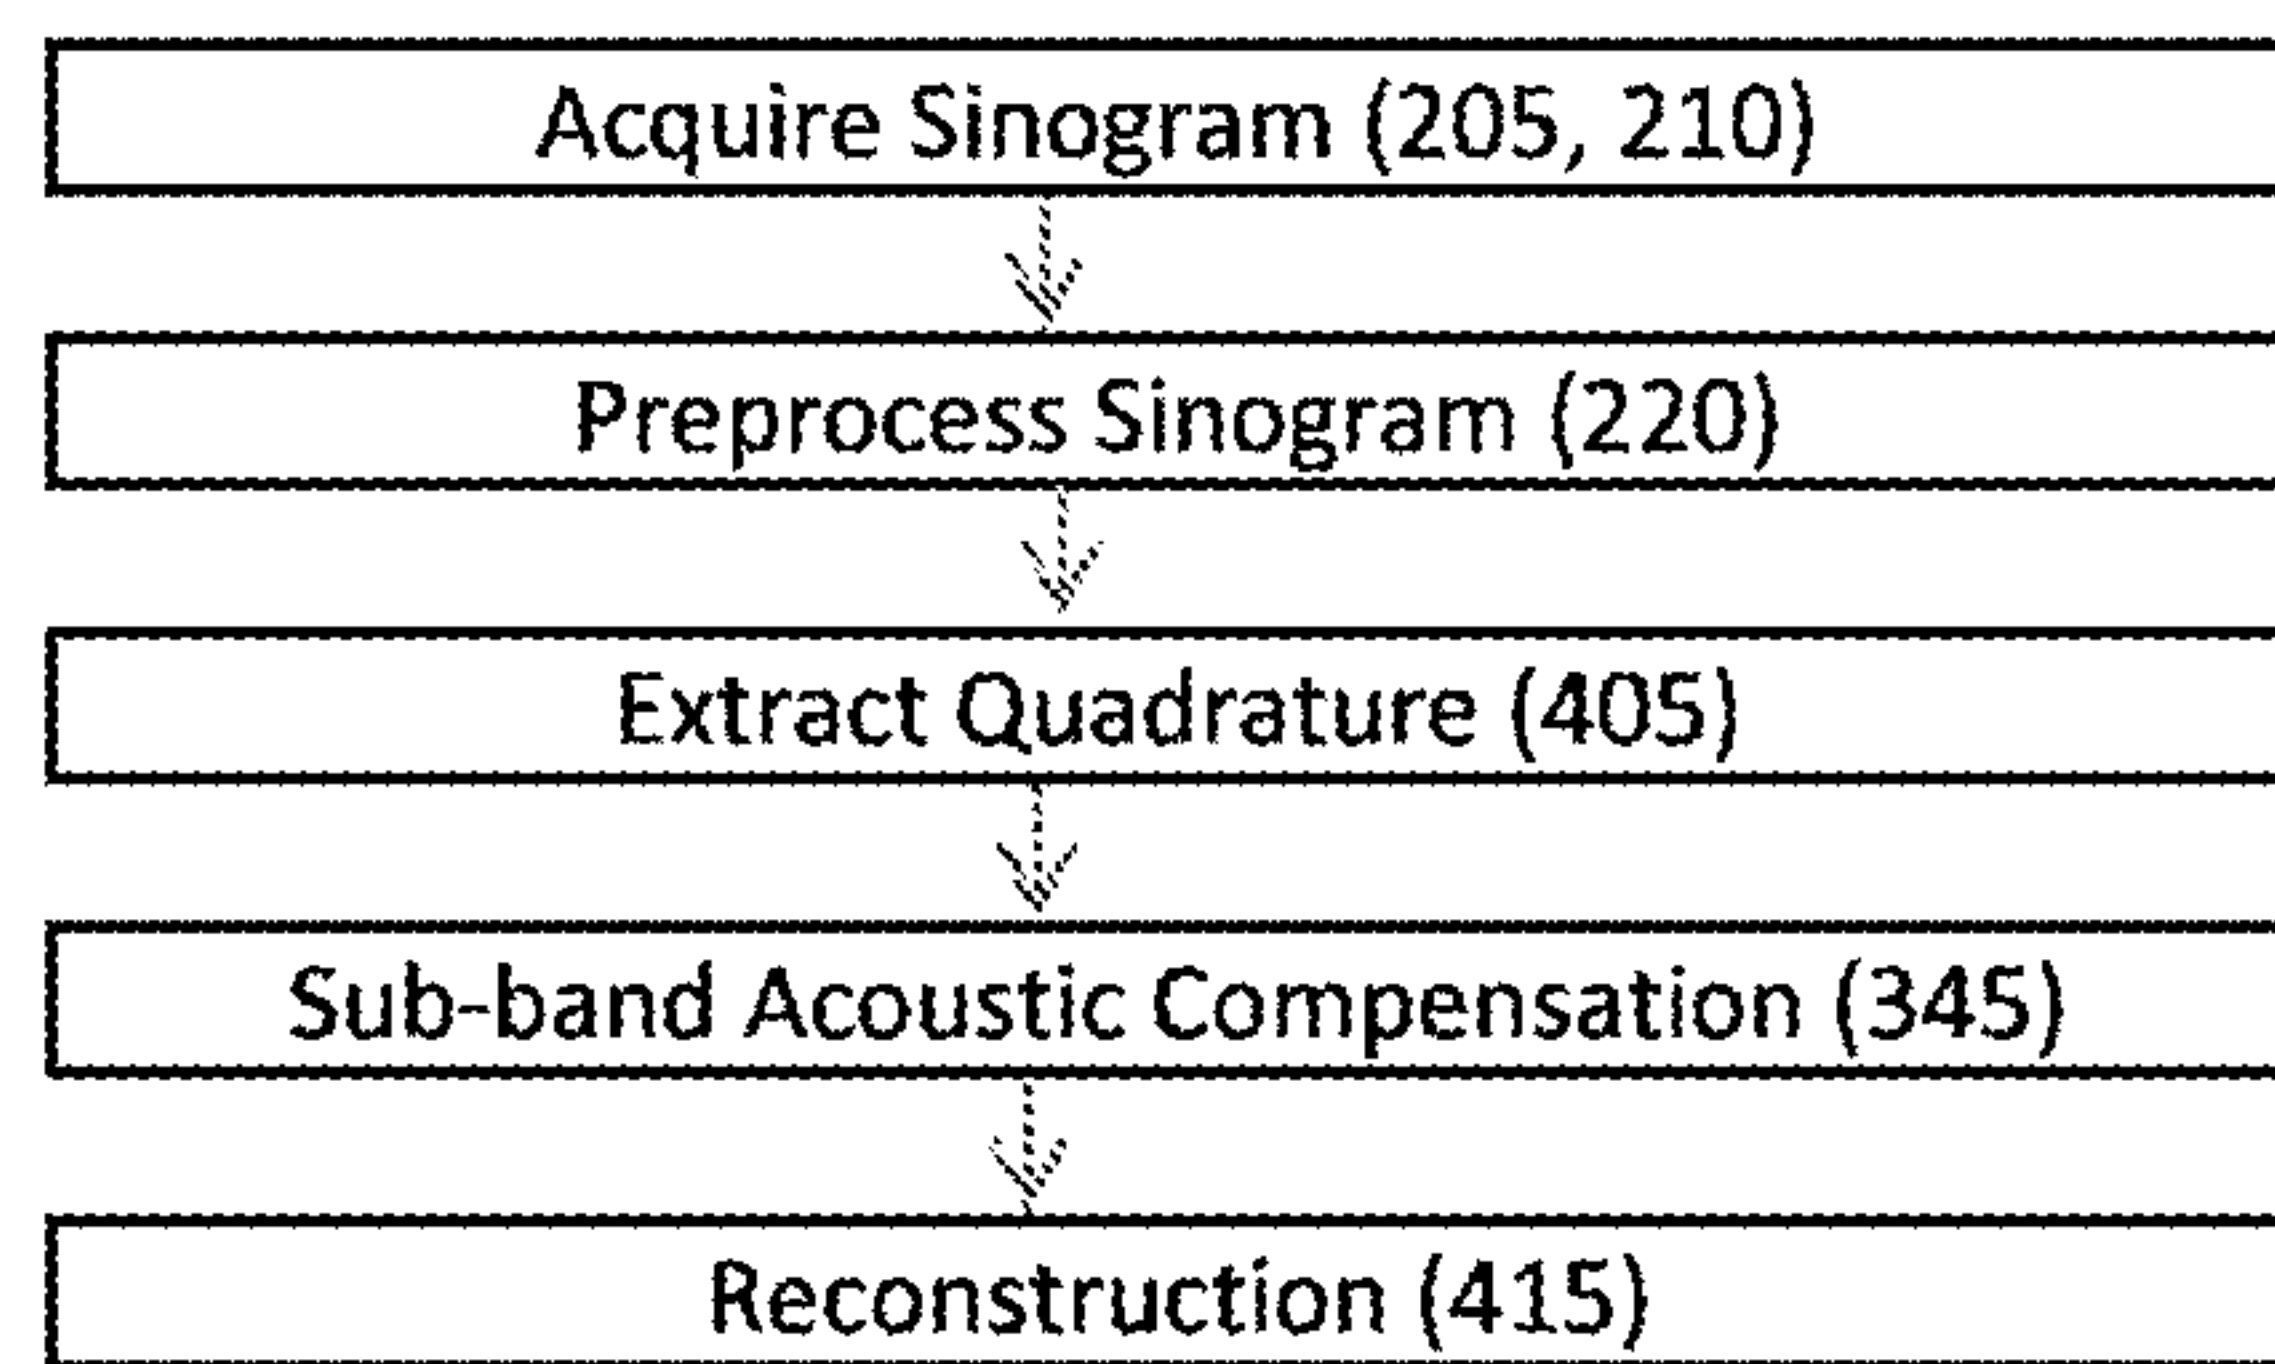 Acquire Sinogram (205, 210)
Preprocess Sinogram (220)
Extract Quadrature (405)
Sub-band Acoustic Compensation (345)
Reconstruction (415)